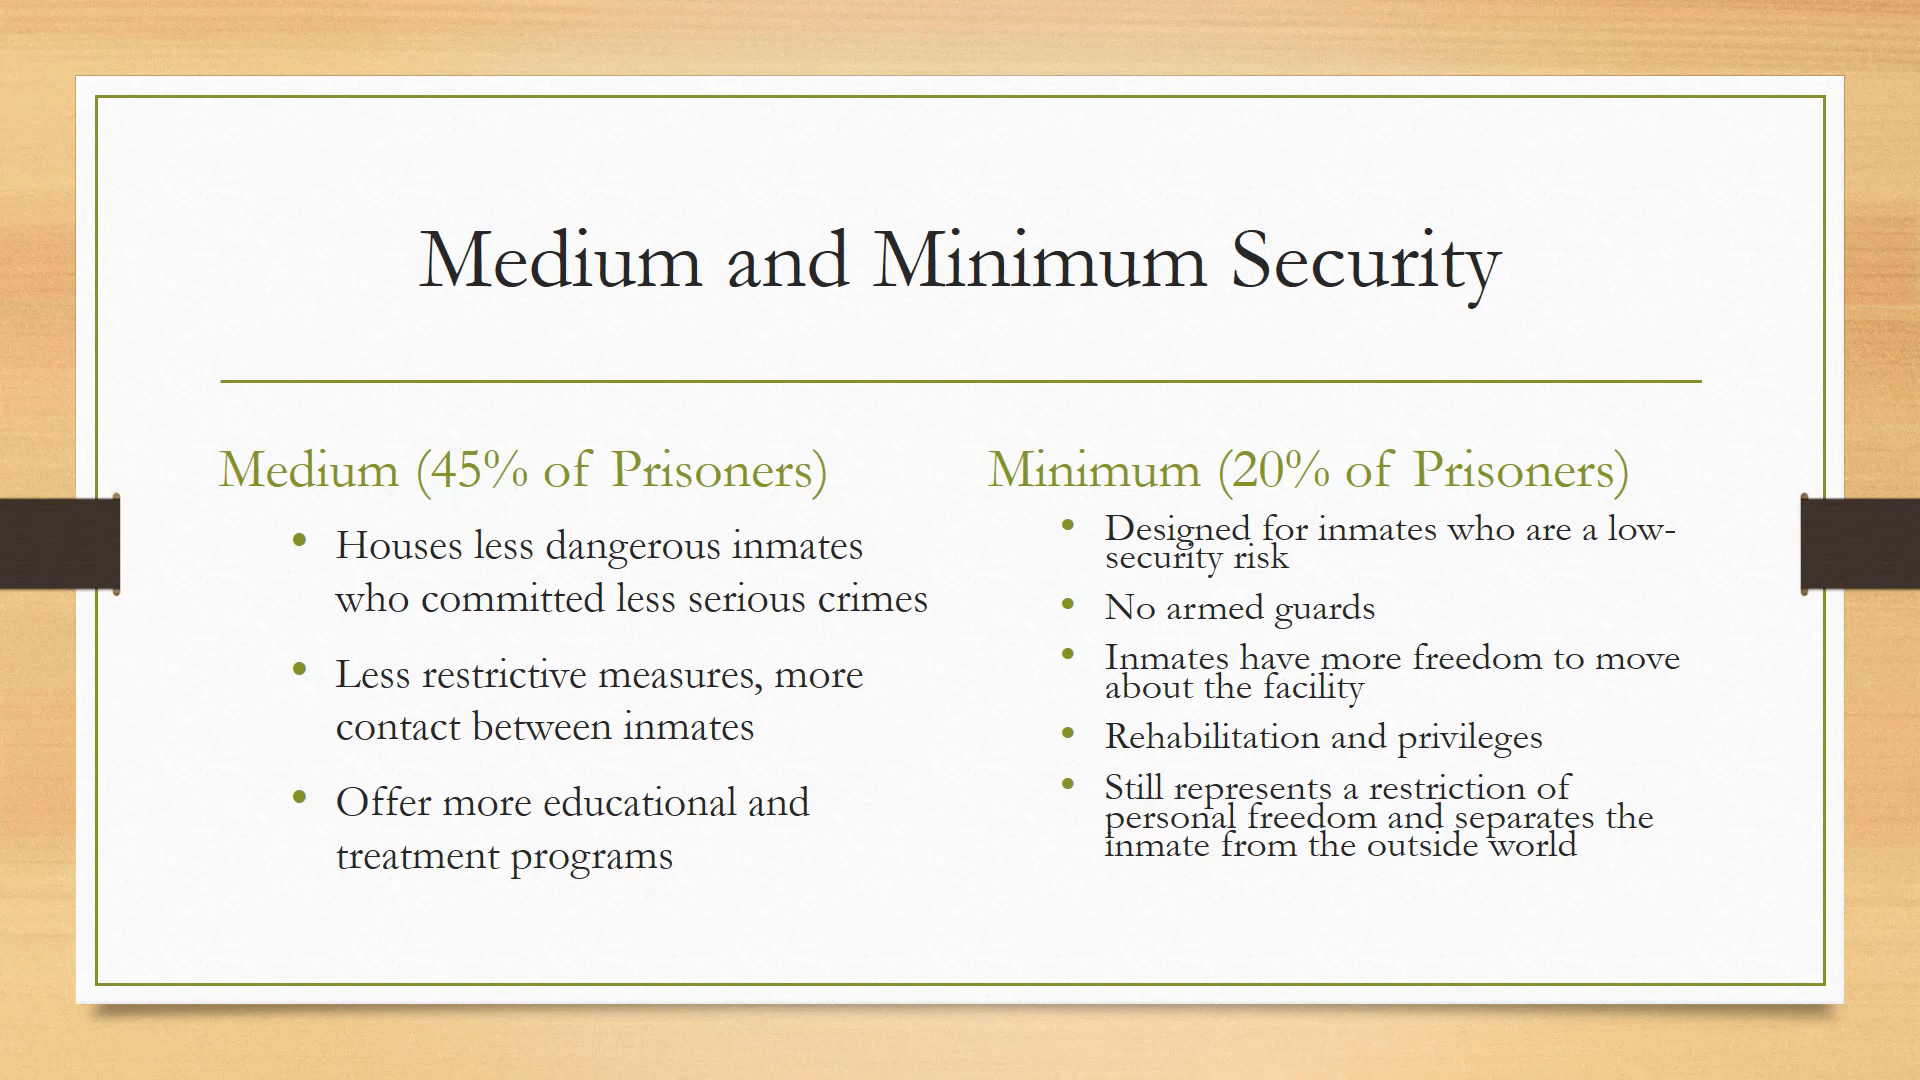 Medium and Minimum Security
Medium (45% of Prisoners)
Houses less dangerous inmates
who committed less serious crimes
Less restrictive measures, more
contact between inmates
Offer more educational and
treatment programs
Minimum (20% of Prisoners)
Designed for inmates who are a low-
security risk
No armed guards
Inmates have more freedom to move
about the facility
Rehabilitation and privileges
Still represents a restriction of
personal freedom and separates the
inmate from the outside world